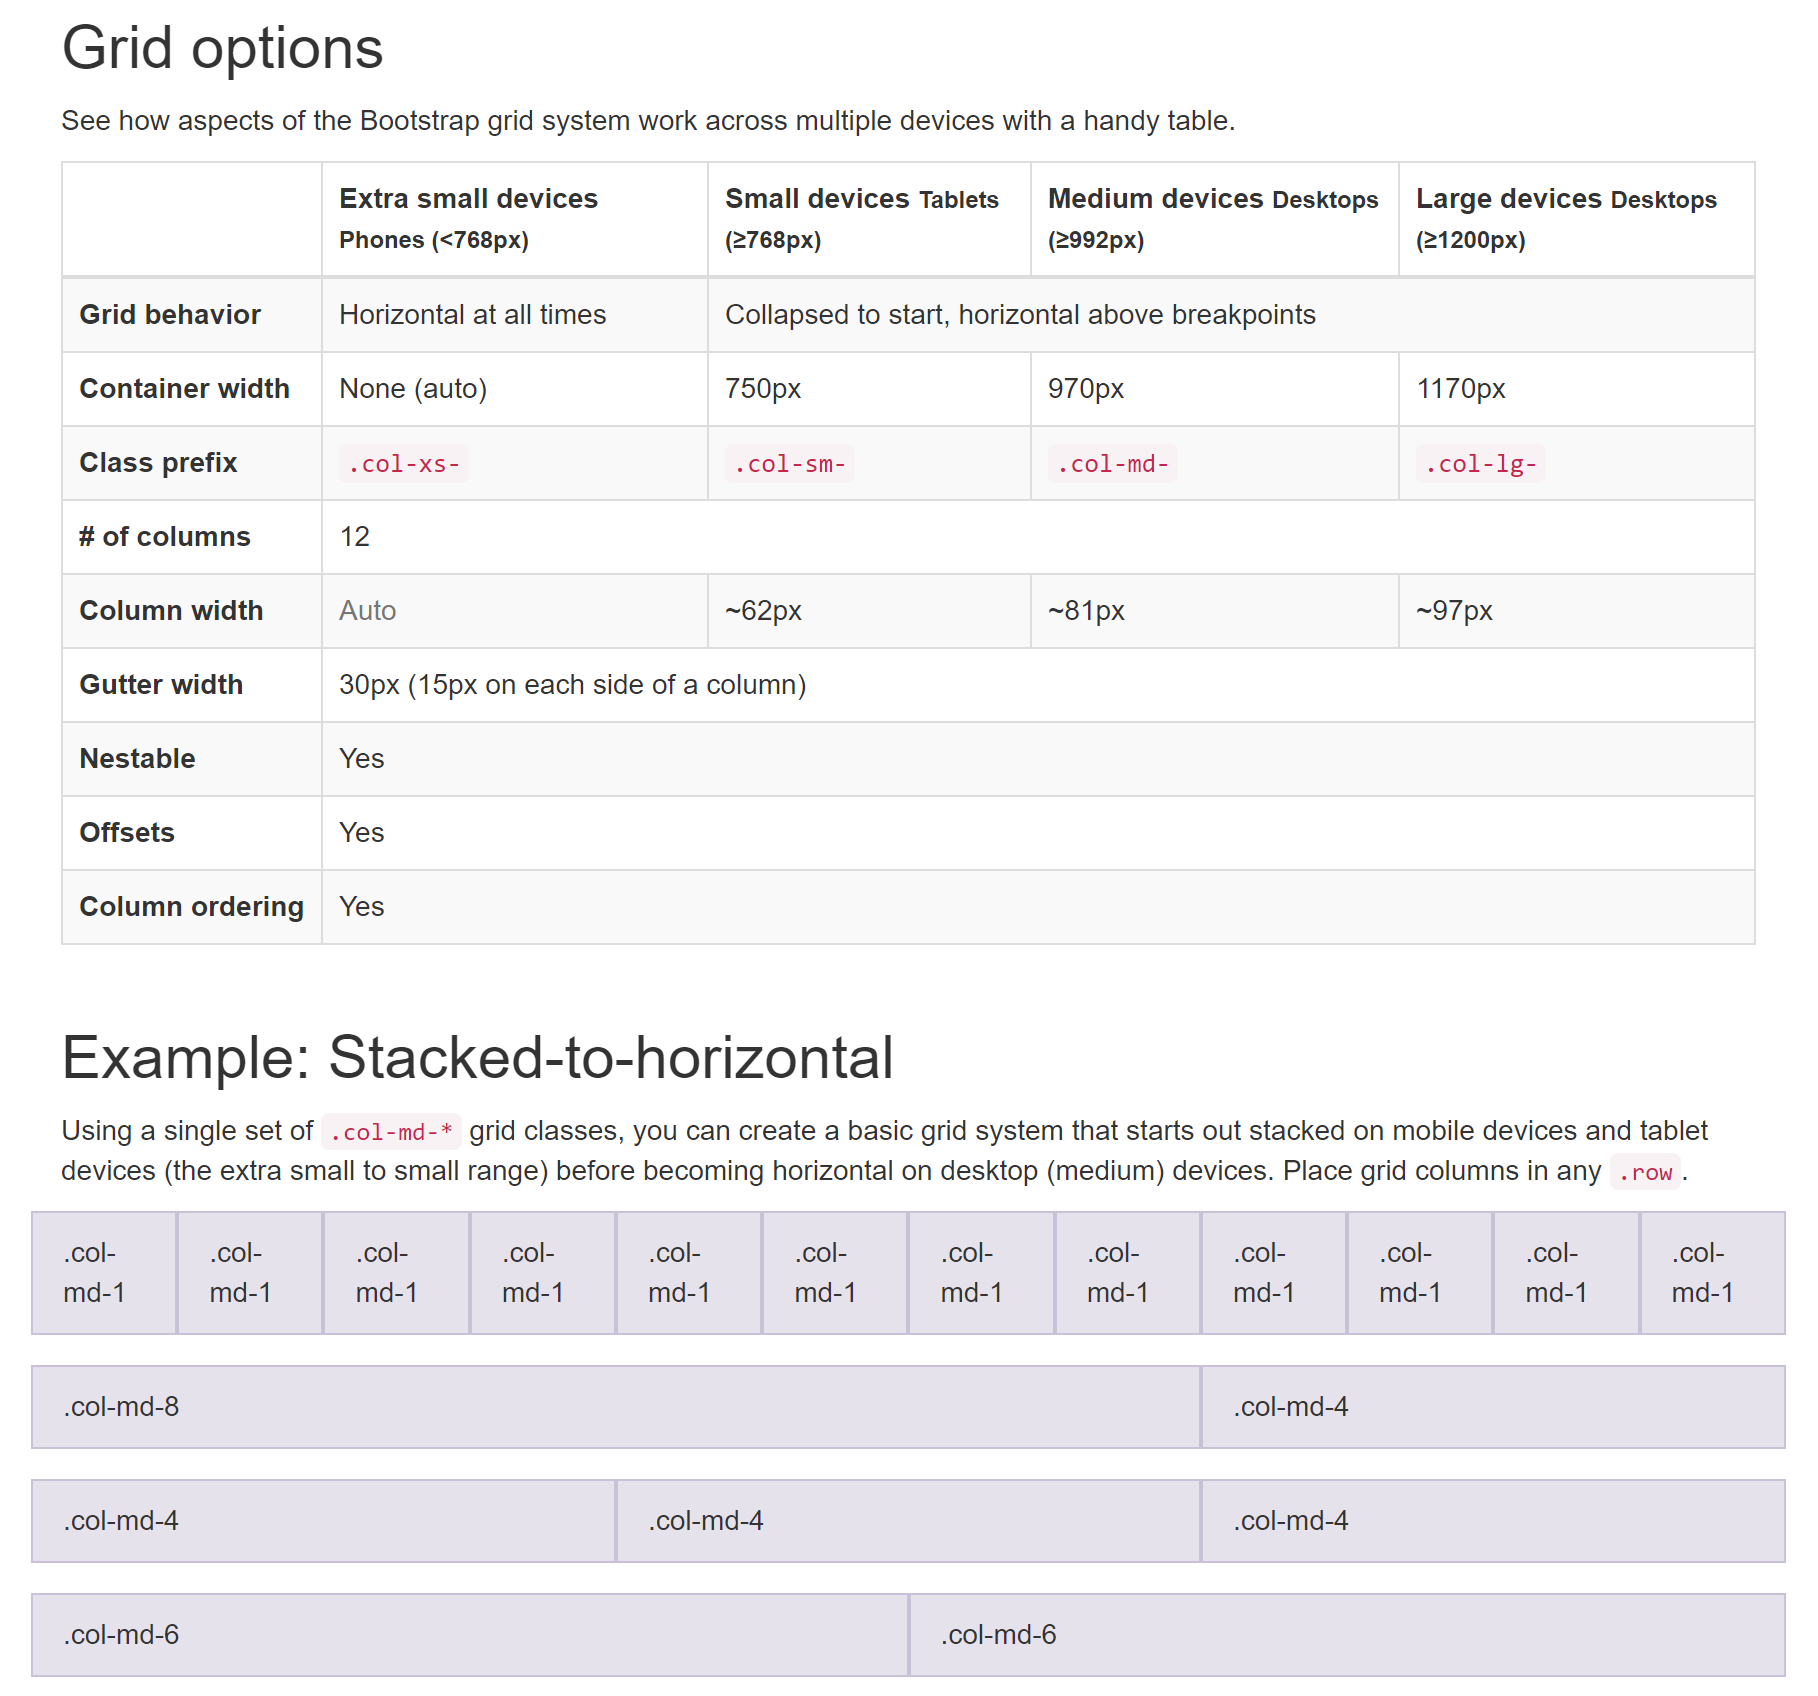 Grid options
See how aspects of the Bootstrap grid system work across multiple devices with a handy table.
Extra small devices
Phones (<768px)
Small devices Tablets
(≥768px)
Medium devices Desktops
(≥992px)
Large devices Desktops
(≥1200px)
Grid behavior
Horizontal at all times
Collapsed to start, horizontal above breakpoints
Container width
None (auto)
750px
970px
1170px
Class prefix
.col-xs-
.col-sm-
.col-md-
.col-lg-
# of columns
12
Column width
Auto
~62px
~81px
~97px
Gutter width
30px (15px on each side of a column)
Nestable
Yes
Offsets
Yes
Column ordering
Yes
Example: Stacked-to-horizontal
Using a single set of .col-md-* grid classes, you can create a basic grid system that starts out stacked on mobile devices and tablet
devices (the extra small to small range) before becoming horizontal on desktop (medium) devices. Place grid columns in any .row.
.col-
md-1
.col-
md-1
.col-
md-1
.col-
md-1
.col-
md-1
.col-
md-1
.col-
md-1
.col-
md-1
.col-
md-1
.col-
md-1
.col-
md-1
.col-
md-1
.col-md-8
.col-md-4
.col-md-4
.col-md-4
.col-md-4
.col-md-6
.col-md-6